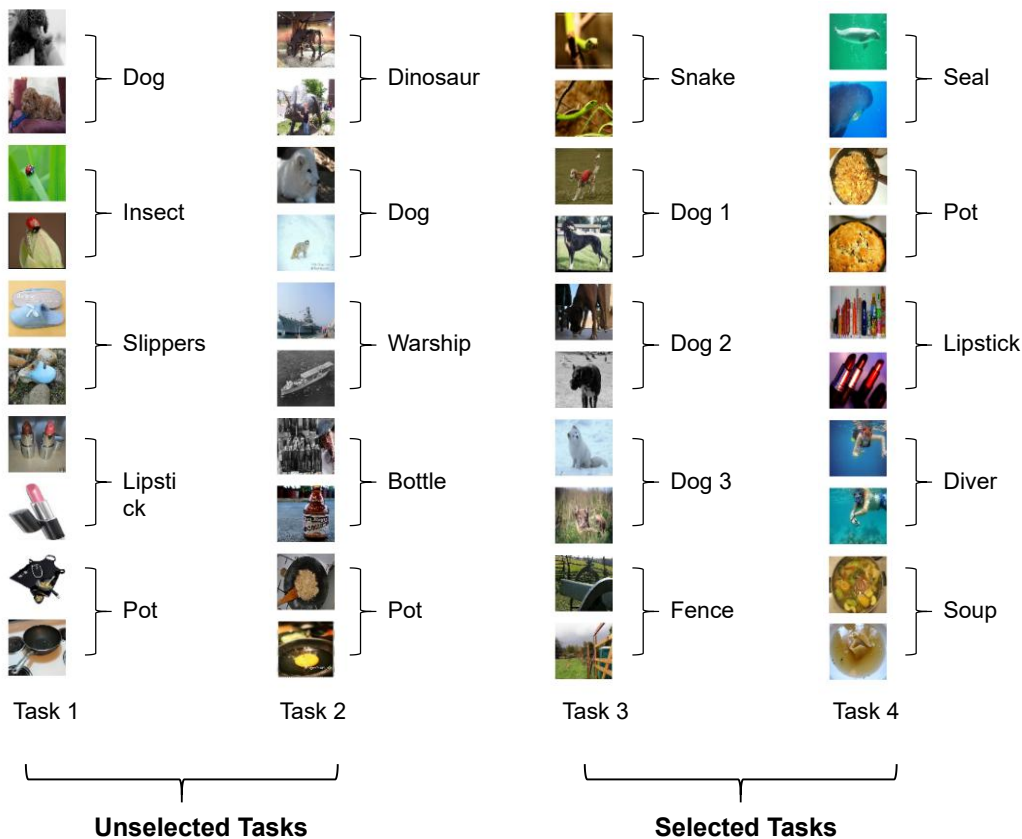 Dog
Insect
Slippers
Lipsti
ck
Pot
Task 1
Dinosaur
Dog
Warship
Bottle
Pot
Task 2
Snake
Dog 1
Dog 2
Dog 3
Fence
Task 3
Seal
Pot
Lipstick
Diver
Soup
Task 4
Unselected Tasks
Selected Tasks